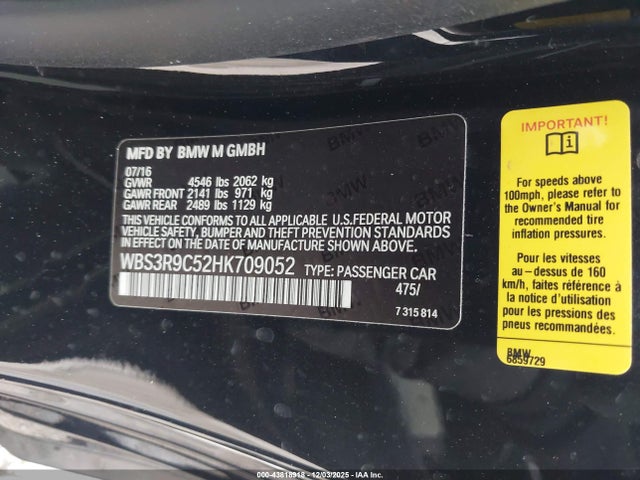 MFD BY BMW M GMBH
07/16
GVWR 4546 lbs 2062 kg
GAWR FRONT 2141 lbs 971 kg
GAWR REAR 2489 lbs 1129 kg
THIS VEHICLE CONFORMS TO ALL APPLICABLE U.S.FEDERAL MOTOR
VEHICLE SAFETY, BUMPER AND THEFT PREVENTION STANDARDS
IN EFFECT ON THE DATE OF MANUFACTURE SHOWN ABOVE.
WBS3R9C52HK709052 TYPE: PASSENGER CAR
475/
7 315 814
IMPORTANT!
For speeds above
100mph, please refer to
the Owner's Manual for
recommended tire
inflation pressures.
Pour les vitesses
au-dessus de 160
km/h, faites référence à
la notice d'utilisation
pour les pressions des
pneus recommandées.
BMW
6859729
000-43818918 - 12/03/2025 - IAAI.com